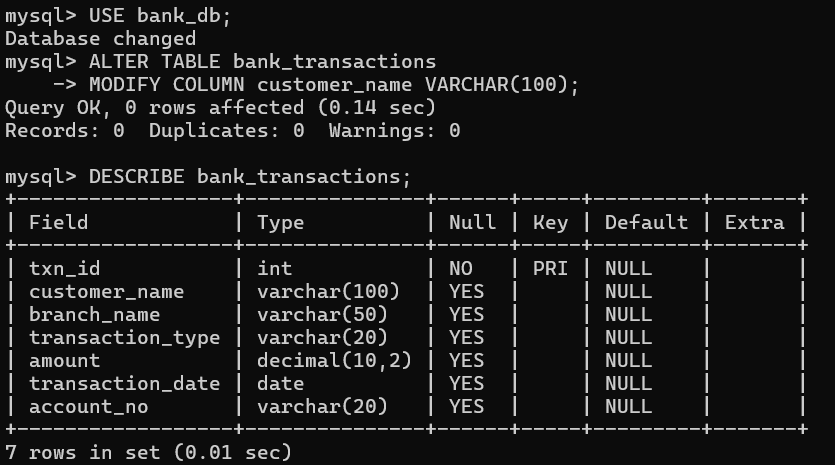 mysql> USE bank_db;
Database changed
mysql> ALTER TABLE bank_transactions
    -> MODIFY COLUMN customer_name VARCHAR(100);
Query OK, 0 rows affected (0.14 sec)
Records: 0  Duplicates: 0  Warnings: 0

mysql> DESCRIBE bank_transactions;
+------------------+---------------+------+-----+---------+-------+
| Field            | Type          | Null | Key | Default | Extra |
+------------------+---------------+------+-----+---------+-------+
| txn_id           | int           | NO   | PRI | NULL    |       |
| customer_name    | varchar(100)  | YES  |     | NULL    |       |
| branch_name      | varchar(50)   | YES  |     | NULL    |       |
| transaction_type | varchar(20)   | YES  |     | NULL    |       |
| amount           | decimal(10,2) | YES  |     | NULL    |       |
| transaction_date | date          | YES  |     | NULL    |       |
| account_no       | varchar(20)   | YES  |     | NULL    |       |
+------------------+---------------+------+-----+---------+-------+
7 rows in set (0.01 sec)